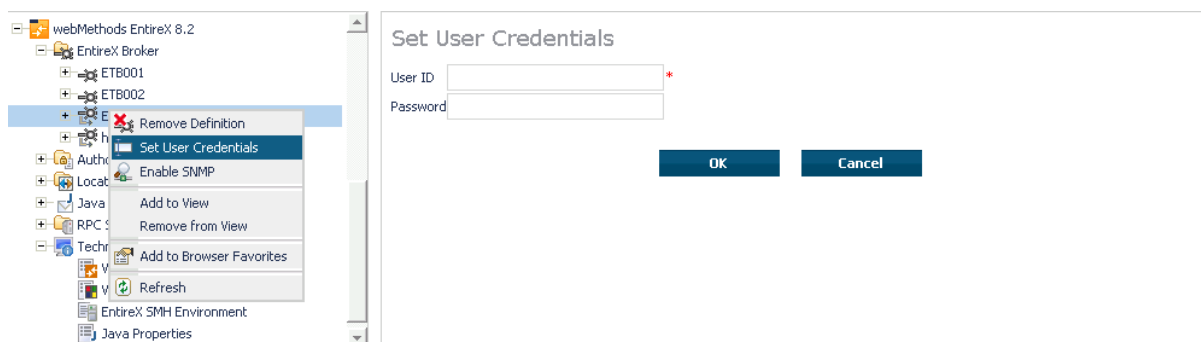 webMethods EntireX 8.2
EntireX Broker
ETB001
ETB002
Remove Definition
Set User Credentials
Enable SNMP
Add to View
Remove from View
Add to Browser Favorites
Refresh
Java
RPC
EntireX SMH Environment
Java Properties
Set User Credentials
User ID *
Password
OK Cancel